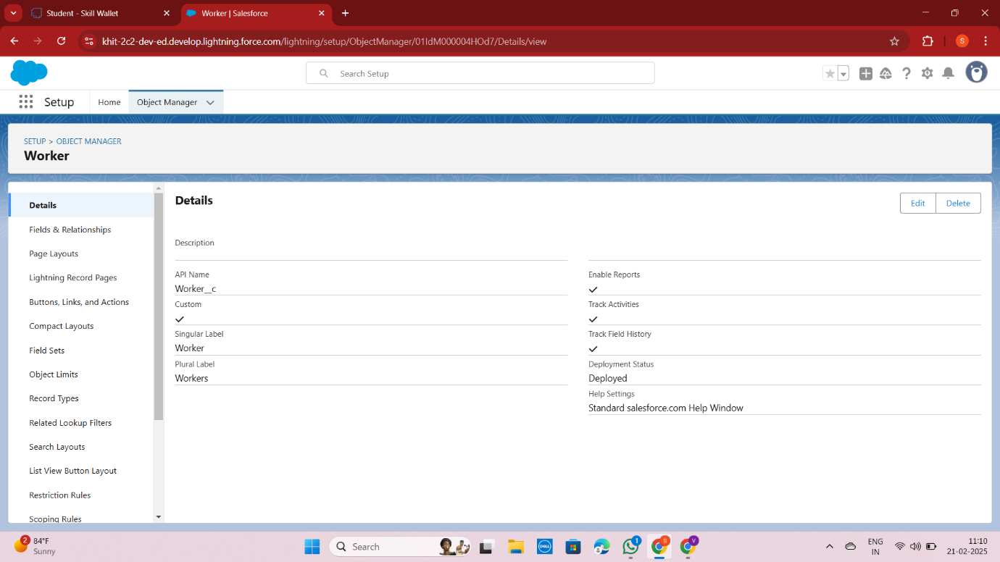 Student - Skill Wallet
Worker | Salesforce
khit-2c2-dev-ed.develop.lightning.force.com/lightning/setup/ObjectManager/01IdM000004HOd7/Details/view
S
Search Setup
Setup
Home
Object Manager
SETUP > OBJECT MANAGER
Worker
Details
Fields & Relationships
Page Layouts
Lightning Record Pages
Buttons, Links, and Actions
Compact Layouts
Field Sets
Object Limits
Record Types
Related Lookup Filters
Search Layouts
List View Button Layout
Restriction Rules
Scoping Rules
Details
Edit
Delete
Description
API Name
Worker__c
Custom
Singular Label
Worker
Plural Label
Workers
Enable Reports
Track Activities
Track Field History
Deployment Status
Deployed
Help Settings
Standard salesforce.com Help Window
2
84°F
Sunny
Search
DELL
1
S
V
ENG
IN
11:10
21-02-2025